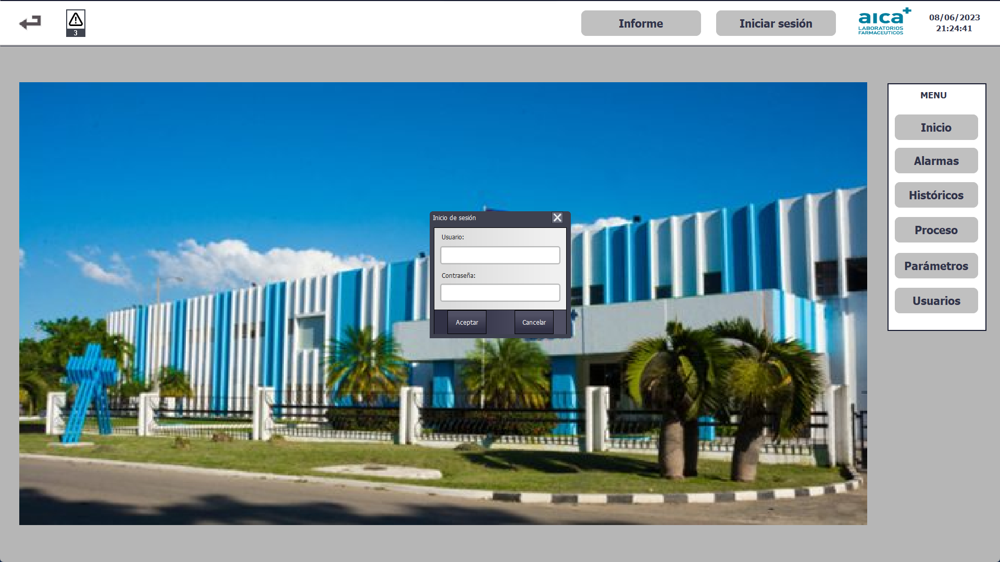 3
Informe
Iniciar sesión
aica+
LABORATORIOS
FARMACEUTICOS
08/06/2023
21:24:41
Inicio de sesión
Usuario:
Contraseña:
Aceptar
Cancelar
MENU
Inicio
Alarmas
Históricos
Proceso
Parámetros
Usuarios